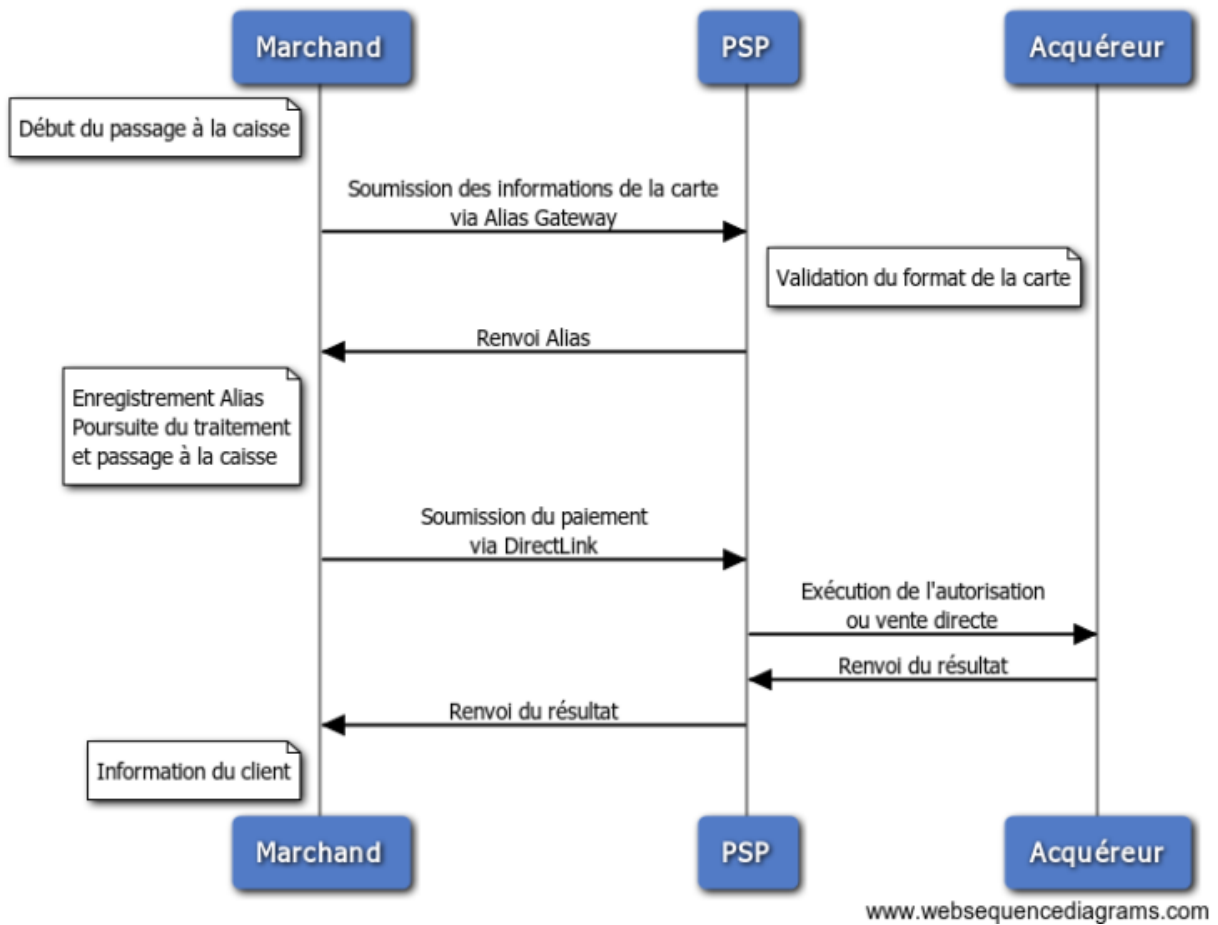 Marchand
PSP
Acquéreur
Début du passage à la caisse
Soumission des informations de la carte
via Alias Gateway
Validation du format de la carte
Renvoi Alias
Enregistrement Alias
Poursuite du traitement
et passage à la caisse
Soumission du paiement
via DirectLink
Exécution de l'autorisation
ou vente directe
Renvoi du résultat
Renvoi du résultat
Information du client
Marchand
PSP
Acquéreur
www.websequencediagrams.com